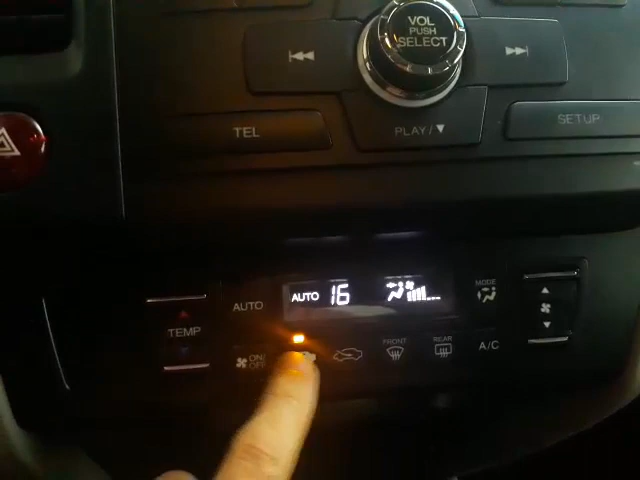 VOL
PUSH
SELECT
TEL
PLAY/▼
SETUP
AUTO 16
MODE
AUTO
TEMP
ON/
OFF
FRONT
REAR
A/C